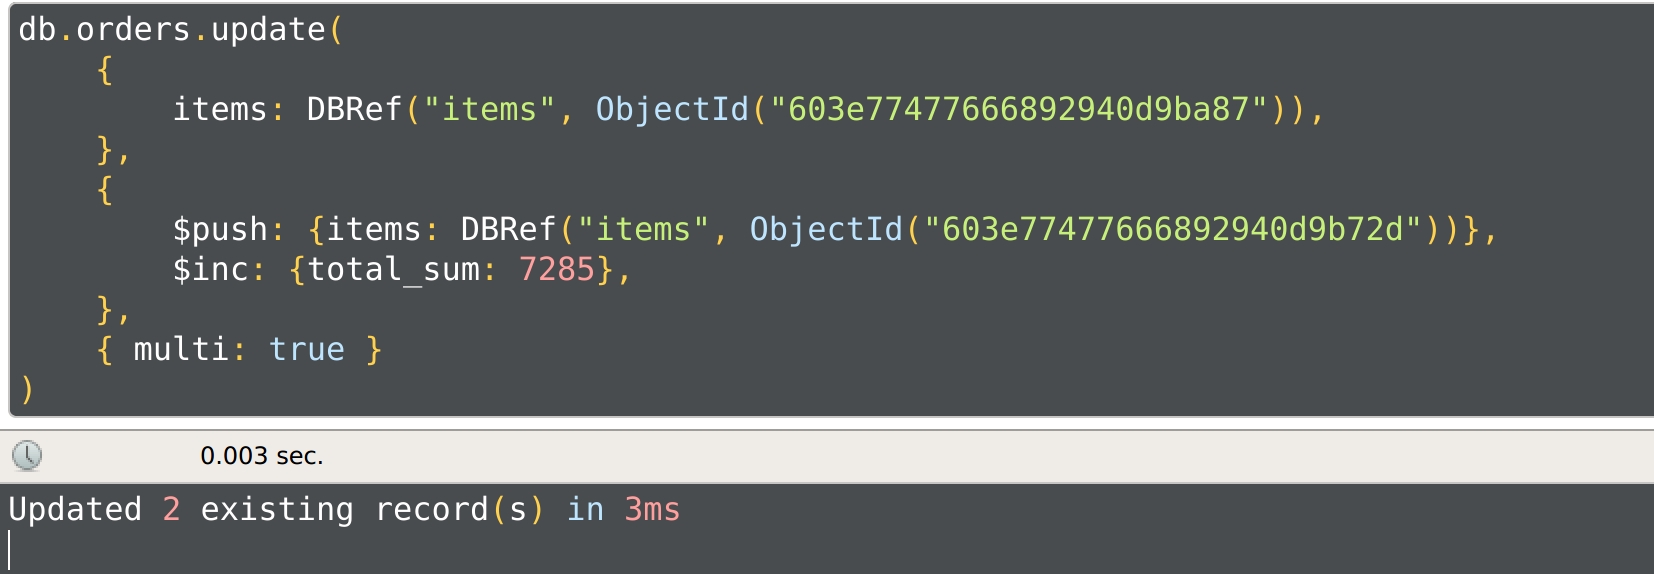 db.orders.update(
{
items: DBRef("items", ObjectId("603e77477666892940d9ba87")),
},
{
$push: {items: DBRef("items", ObjectId("603e77477666892940d9b72d"))},
$inc: {total_sum: 7285},
},
{ multi: true }
)
0.003 sec.
Updated 2 existing record(s) in 3ms